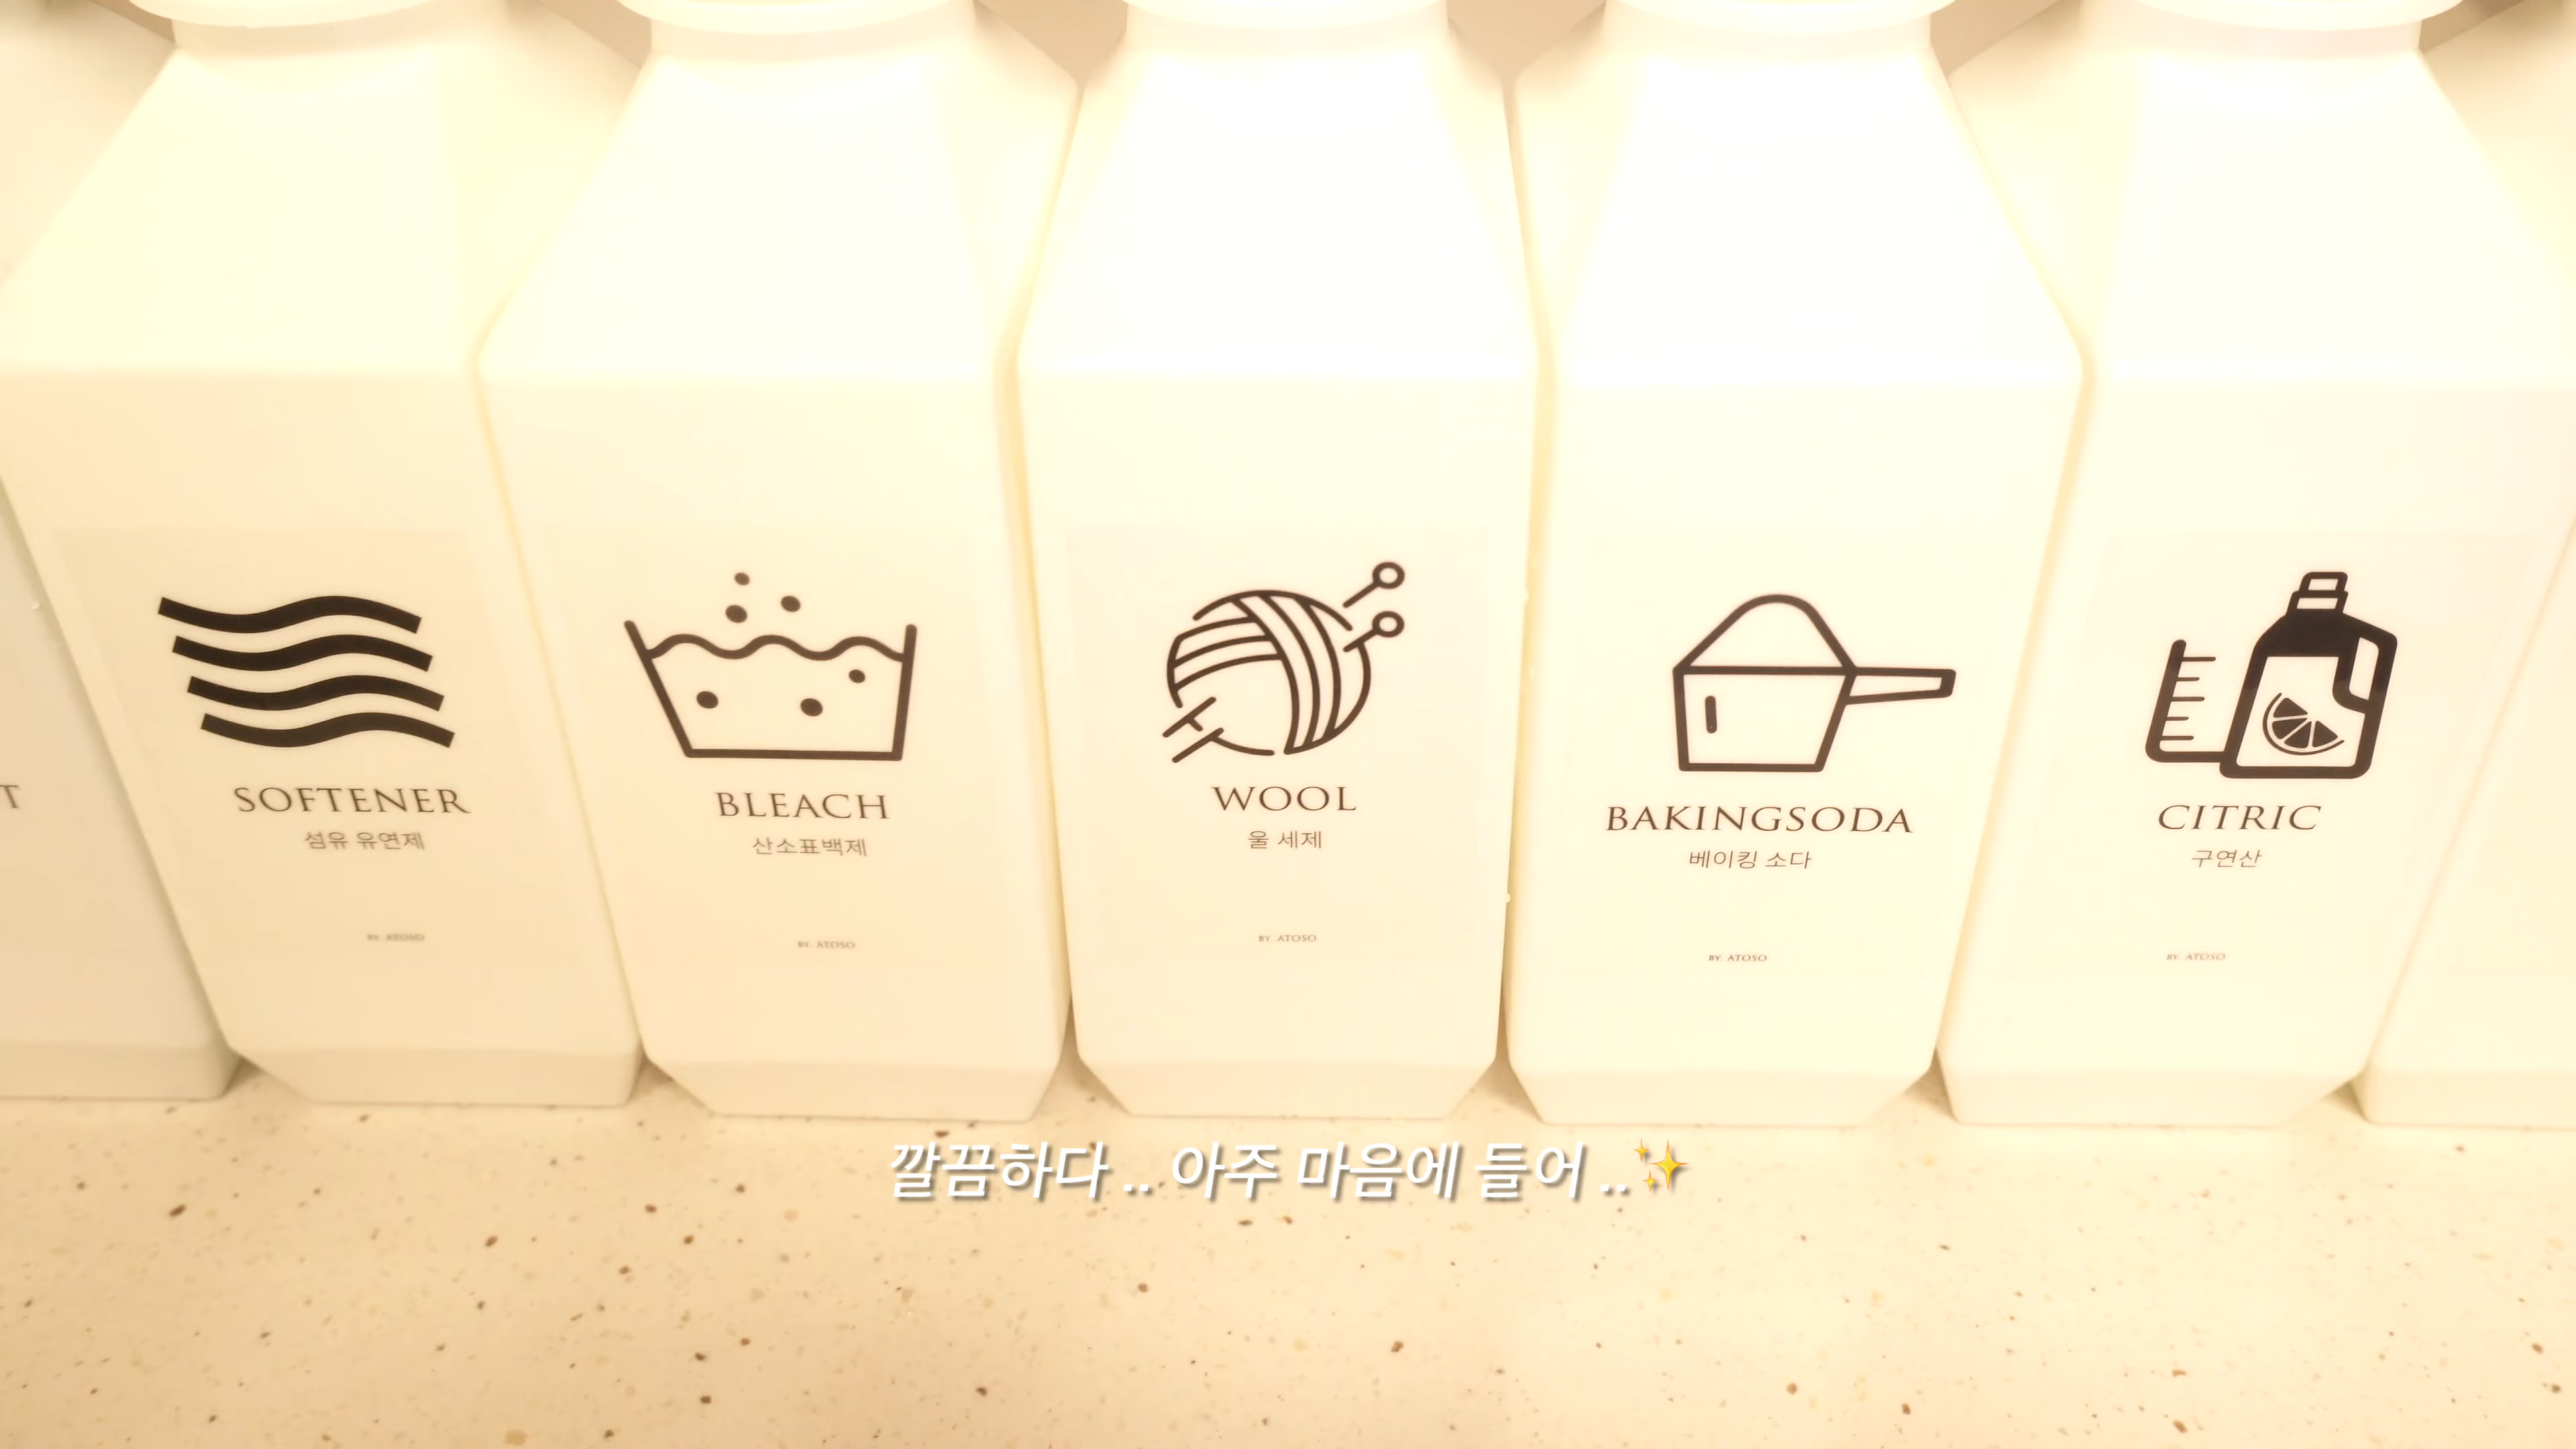 T
SOFTENER
섬유 유연제
BY. ATOSO
BLEACH
산소표백제
BY. ATOSO
WOOL
울 세제
BY. ATOSO
BAKINGSODA
베이킹 소다
BY. ATOSO
CITRIC
구연산
BY. ATOSO
깔끔하다 .. 아주 마음에 들어 ..✨